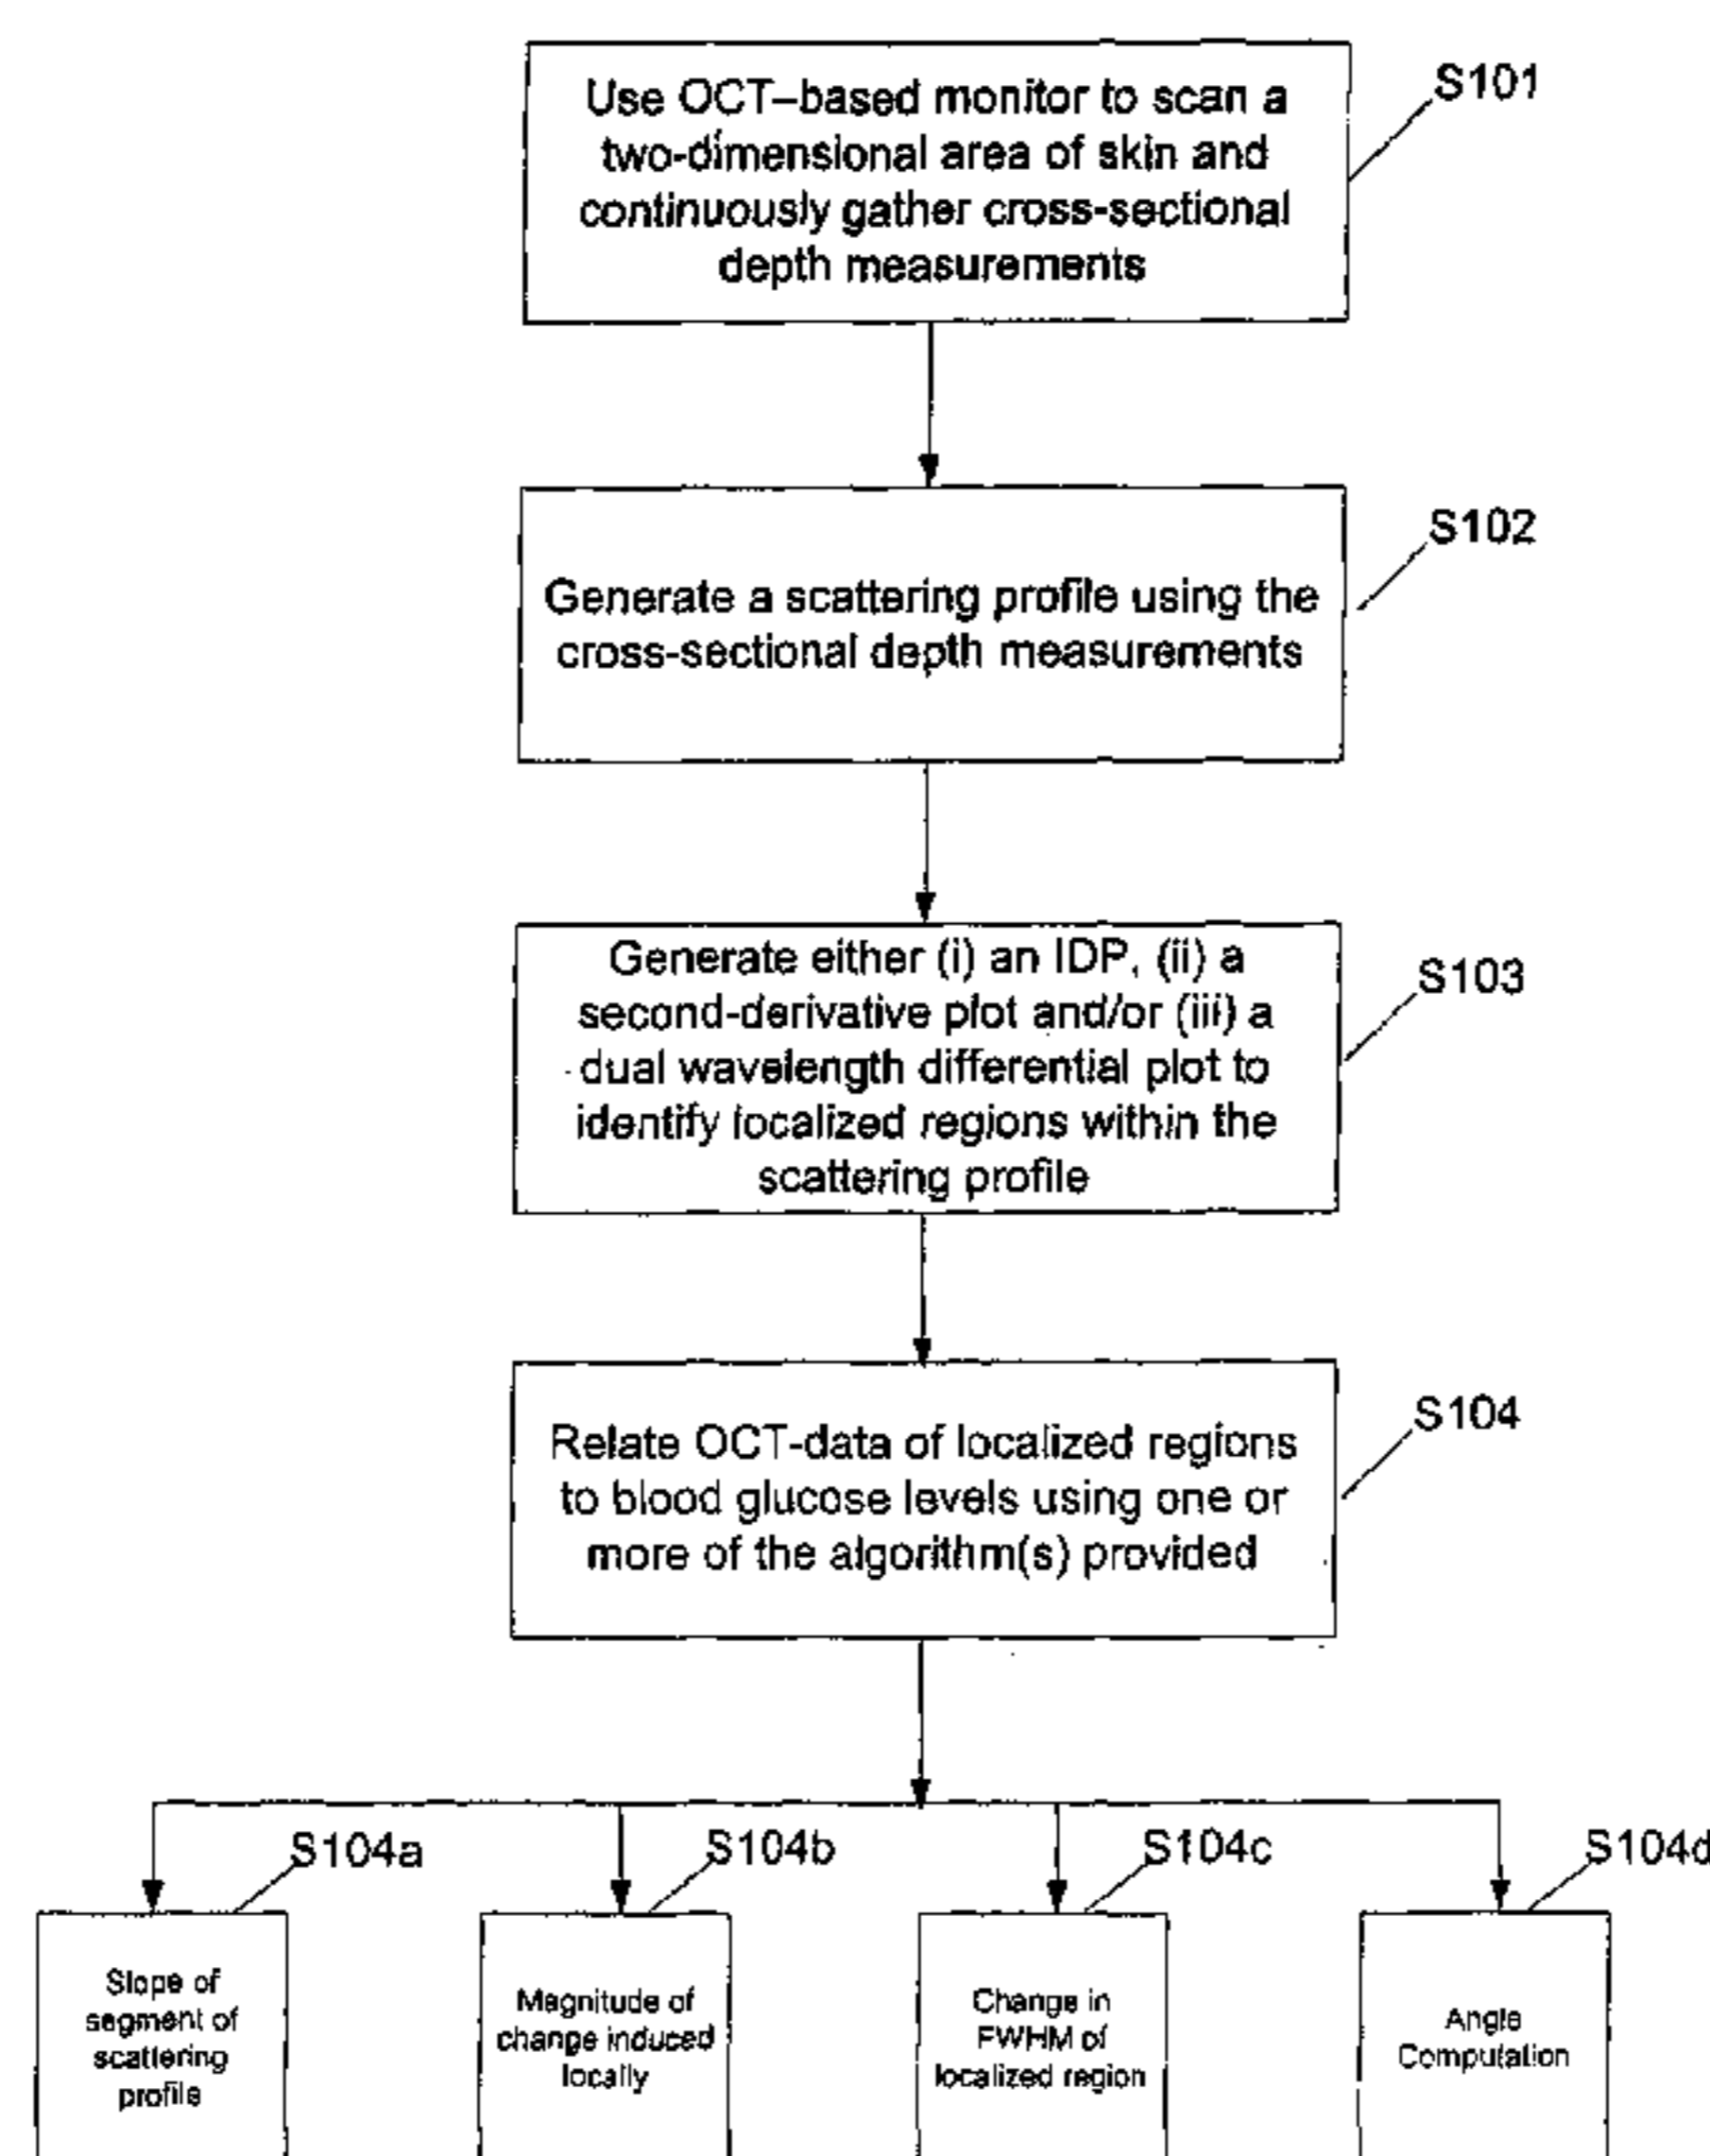 Use OCT–based monitor to scan a
two-dimensional area of skin and
continuously gather cross-sectional
depth measurements
S101
Generate a scattering profile using the
cross-sectional depth measurements
S102
Generate either (i) an IDP, (ii) a
second-derivative plot and/or (iii) a
dual wavelength differential plot to
identify localized regions within the
scattering profile
S103
Relate OCT-data of localized regions
to blood glucose levels using one or
more of the algorithm(s) provided
S104
S104a
Slope of
segment of
scattering
profile
S104b
Magnitude of
change induced
locally
S104c
Change in
FWHM of
localized region
S104d
Angle
Computation